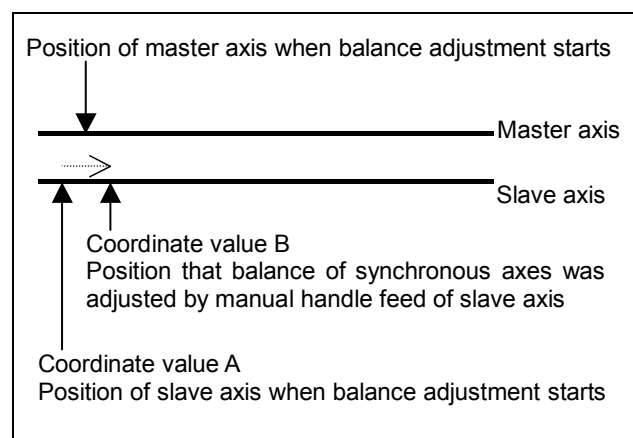 Position of master axis when balance adjustment starts
Master axis
Slave axis
Coordinate value B
Position that balance of synchronous axes was
adjusted by manual handle feed of slave axis
Coordinate value A
Position of slave axis when balance adjustment starts